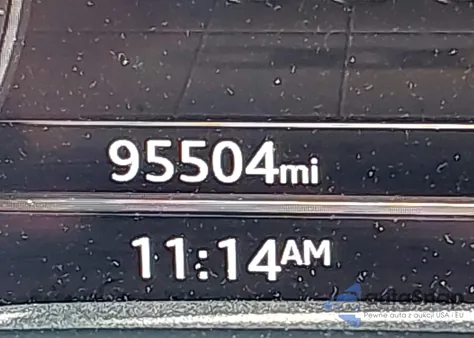 95504mi
11:14AM
Pewne auta z aukcji USA i EU